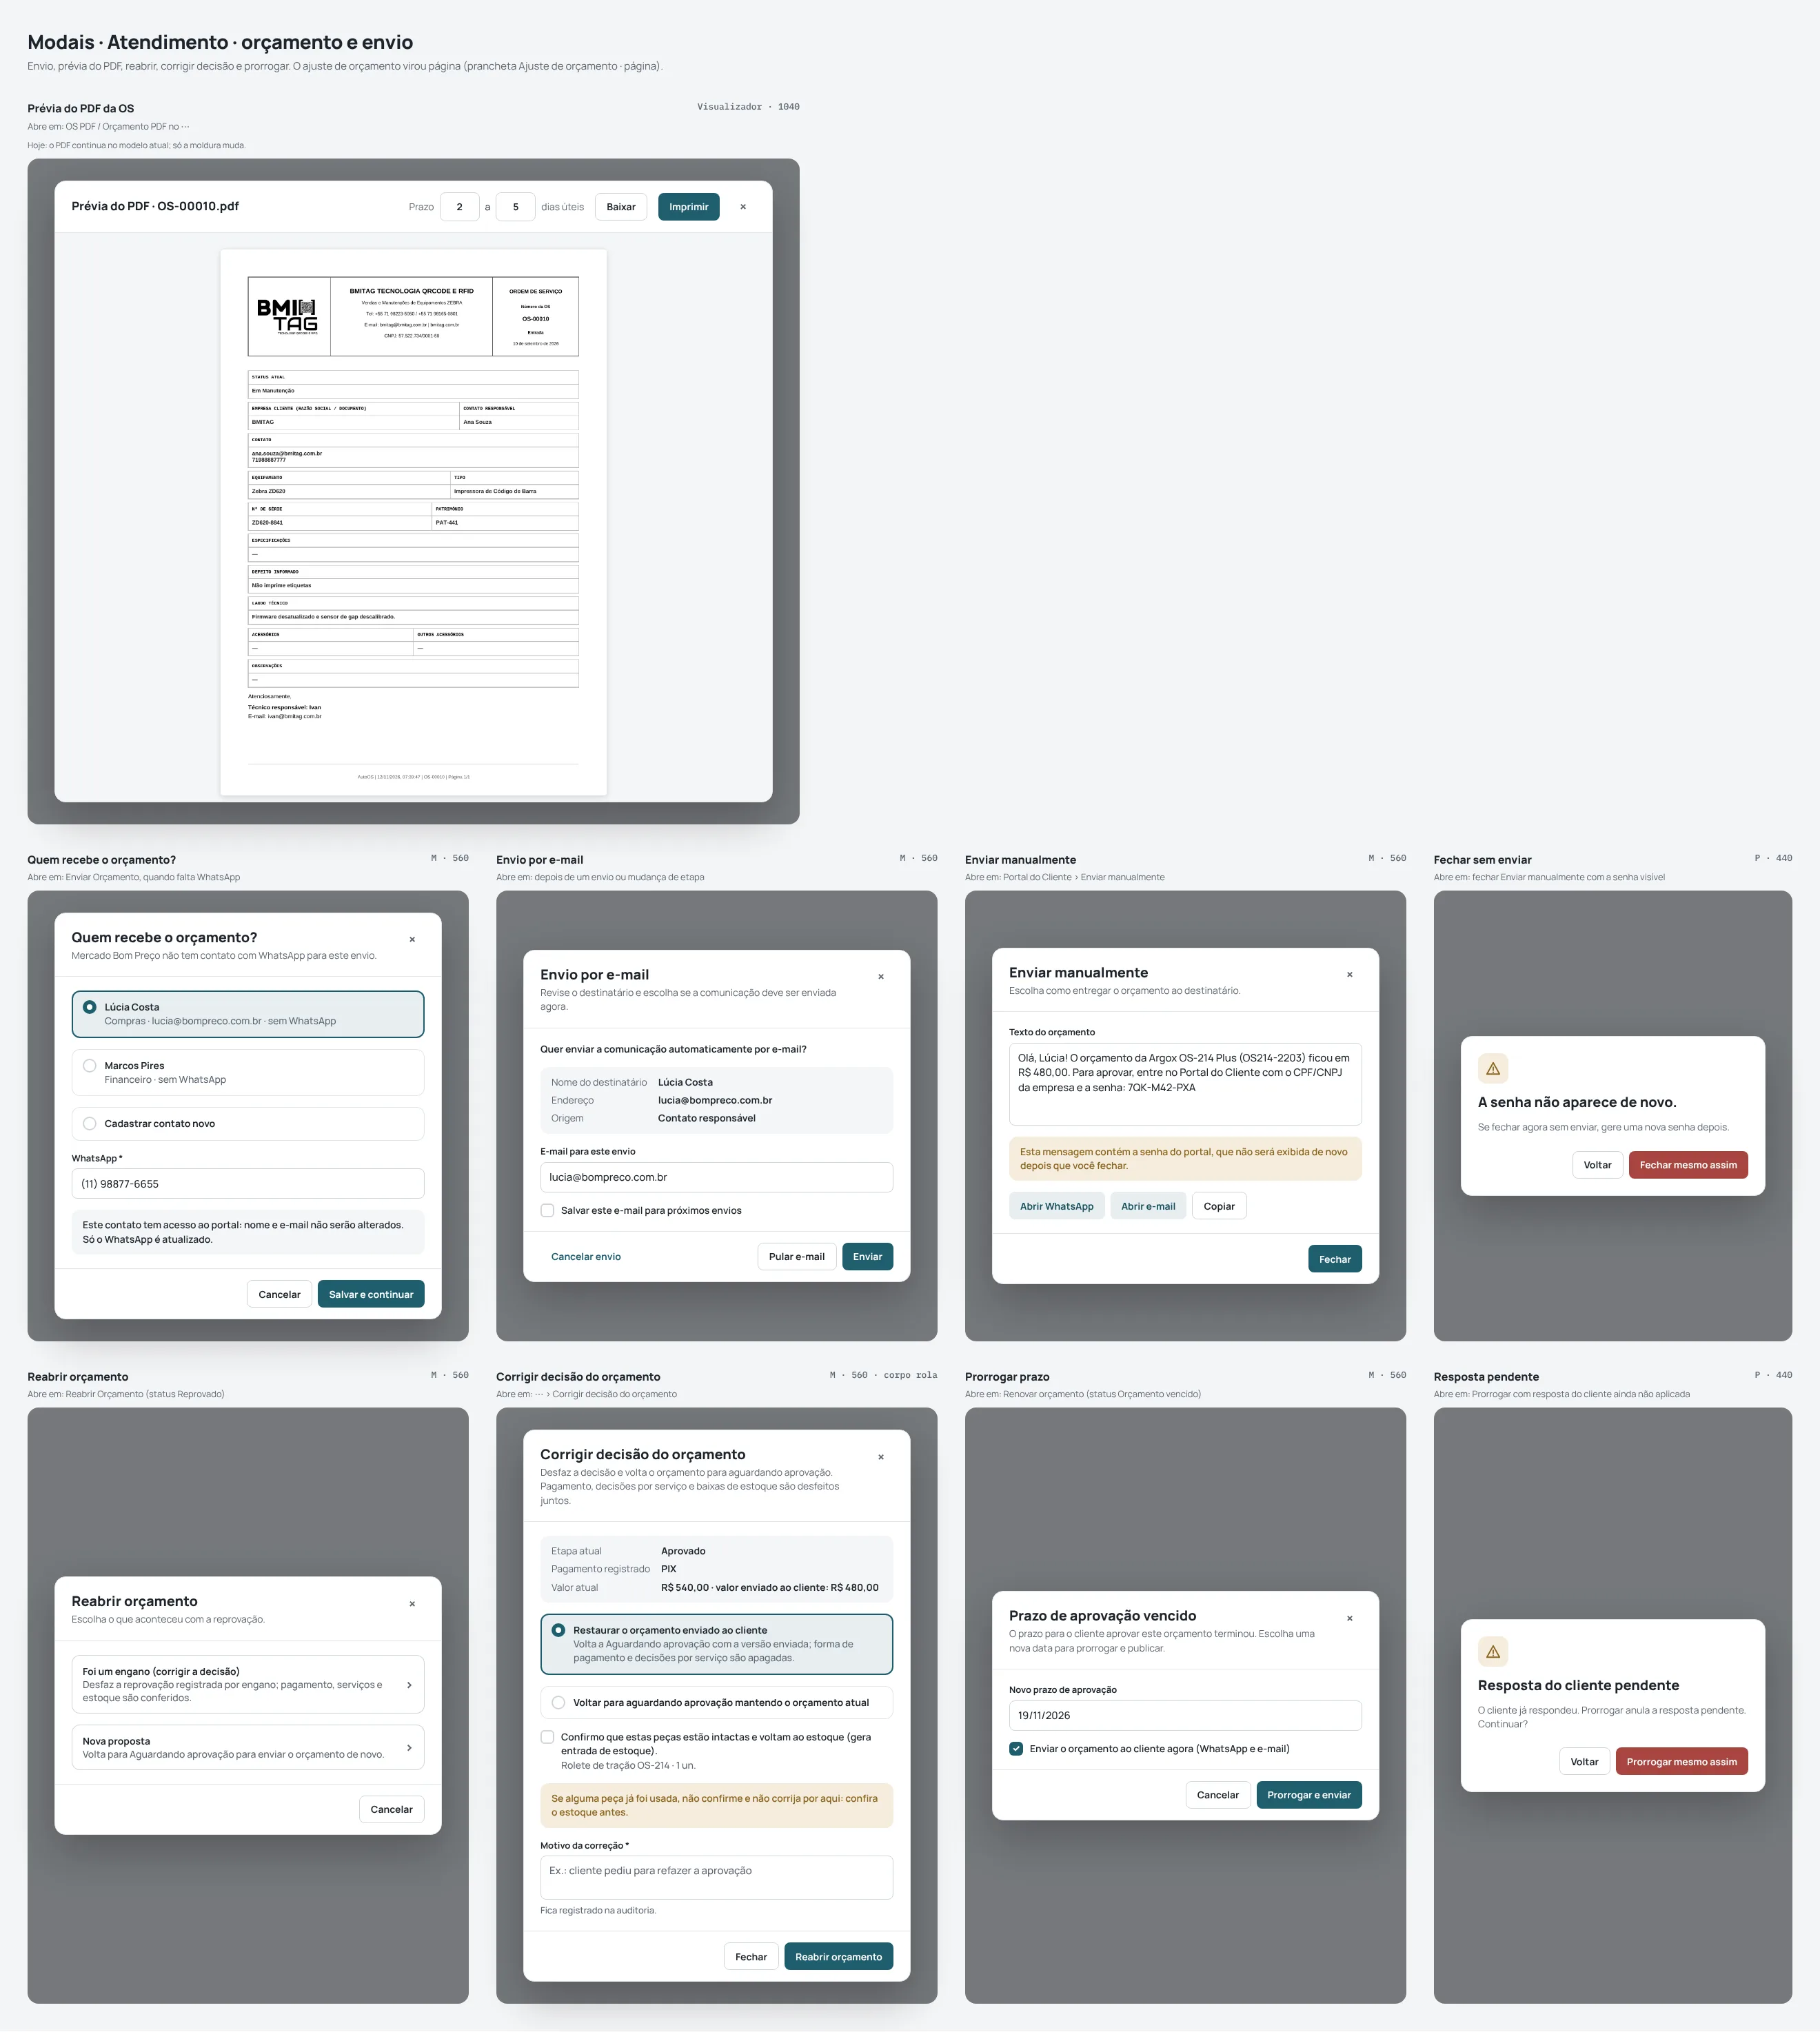 Modais · Atendimento · orçamento e envio
Envio, prévia do PDF, reabrir, corrigir decisão e prorrogar. O ajuste de orçamento virou página (prancheta Ajuste de orçamento · página).
Prévia do PDF da OS
Visualizador · 1040
Abre em: OS PDF / Orçamento PDF no ···
Hoje: o PDF continua no modelo atual; só a moldura muda.
Prévia do PDF · OS-00010.pdf
Prazo 2 a 5 dias úteis Baixar Imprimir ×
BMITAG
BMITAG TECNOLOGIA QRCODE E RFID
Vendas e Manutenções de Equipamentos ZEBRA
E-mail: bmitag@bmitag.com.br | bmitag.com.br
ORDEM DE SERVIÇO
Número da OS
OS-00010
Entrada
STATUS ATUAL
Em Manutenção
EMPRESA CLIENTE (RAZÃO SOCIAL / DOCUMENTO) CONTATO RESPONSÁVEL
BMITAG Ana Souza
CONTATO
ana.souza@bmitag.com.br
71988887777
EQUIPAMENTO TIPO
Zebra ZD620 Impressora de Código de Barra
Nº DE SÉRIE PATRIMÔNIO
ZD620-8841 PAT-441
ESPECIFICAÇÕES
—
DEFEITO INFORMADO
Não imprime etiquetas
LAUDO TÉCNICO
Firmware desatualizado e sensor de gap descalibrado.
ACESSÓRIOS OUTROS ACESSÓRIOS
— —
OBSERVAÇÕES
—
Atenciosamente,
Técnico responsável: Ivan
E-mail: ivan@bmitag.com.br
Quem recebe o orçamento?
M · 560
Abre em: Enviar Orçamento, quando falta WhatsApp
Quem recebe o orçamento? ×
Mercado Bom Preço não tem contato com WhatsApp para este envio.
Lúcia Costa
Compras · lucia@bompreco.com.br · sem WhatsApp
Marcos Pires
Financeiro · sem WhatsApp
Cadastrar contato novo
WhatsApp *
(11) 98877-6655
Este contato tem acesso ao portal: nome e e-mail não serão alterados.
Só o WhatsApp é atualizado.
Cancelar Salvar e continuar
Envio por e-mail
M · 560
Abre em: depois de um envio ou mudança de etapa
Envio por e-mail ×
Revise o destinatário e escolha se a comunicação deve ser enviada
agora.
Quer enviar a comunicação automaticamente por e-mail?
Nome do destinatário Lúcia Costa
Endereço lucia@bompreco.com.br
Origem Contato responsável
E-mail para este envio
lucia@bompreco.com.br
Salvar este e-mail para próximos envios
Cancelar envio Pular e-mail Enviar
Enviar manualmente
M · 560
Abre em: Portal do Cliente > Enviar manualmente
Enviar manualmente ×
Escolha como entregar o orçamento ao destinatário.
Texto do orçamento
Olá, Lúcia! O orçamento da Argox OS-214 Plus (OS214-2203) ficou em
R$ 480,00. Para aprovar, entre no Portal do Cliente com o CPF/CNPJ
da empresa e a senha: 7QK-M42-PXA
Esta mensagem contém a senha do portal, que não será exibida de novo
depois que você fechar.
Abrir WhatsApp Abrir e-mail Copiar
Fechar
Fechar sem enviar
P · 440
Abre em: fechar Enviar manualmente com a senha visível
A senha não aparece de novo.
Se fechar agora sem enviar, gere uma nova senha depois.
Voltar Fechar mesmo assim
Reabrir orçamento
M · 560
Abre em: Reabrir Orçamento (status Reprovado)
Reabrir orçamento ×
Escolha o que aconteceu com a reprovação.
Foi um engano (corrigir a decisão)
Desfaz a reprovação registrada por engano; pagamento, serviços e
estoque são conferidos.
Nova proposta
Volta para Aguardando aprovação para enviar o orçamento de novo.
Cancelar
Corrigir decisão do orçamento
M · 560 · corpo rola
Abre em: ··· > Corrigir decisão do orçamento
Corrigir decisão do orçamento ×
Desfaz a decisão e volta o orçamento para aguardando aprovação.
Pagamento, decisões por serviço e baixas de estoque são desfeitos
juntos.
Etapa atual Aprovado
Pagamento registrado PIX
Valor atual R$ 540,00 · valor enviado ao cliente: R$ 480,00
Restaurar o orçamento enviado ao cliente
Volta a Aguardando aprovação com a versão enviada; forma de
pagamento e decisões por serviço são apagadas.
Voltar para aguardando aprovação mantendo o orçamento atual
Confirmo que estas peças estão intactas e voltam ao estoque (gera
entrada de estoque).
Rolete de tração OS-214 · 1 un.
Se alguma peça já foi usada, não confirme e não corrija por aqui: confira
o estoque antes.
Motivo da correção *
Ex.: cliente pediu para refazer a aprovação
Fica registrado na auditoria.
Fechar Reabrir orçamento
Prorrogar prazo
M · 560
Abre em: Renovar orçamento (status Orçamento vencido)
Prazo de aprovação vencido ×
O prazo para o cliente aprovar este orçamento terminou. Escolha uma
nova data para prorrogar e publicar.
Novo prazo de aprovação
19/11/2026
Enviar o orçamento ao cliente agora (WhatsApp e e-mail)
Cancelar Prorrogar e enviar
Resposta pendente
P · 440
Abre em: Prorrogar com resposta do cliente ainda não aplicada
Resposta do cliente pendente
O cliente já respondeu. Prorrogar anula a resposta pendente.
Continuar?
Voltar Prorrogar mesmo assim